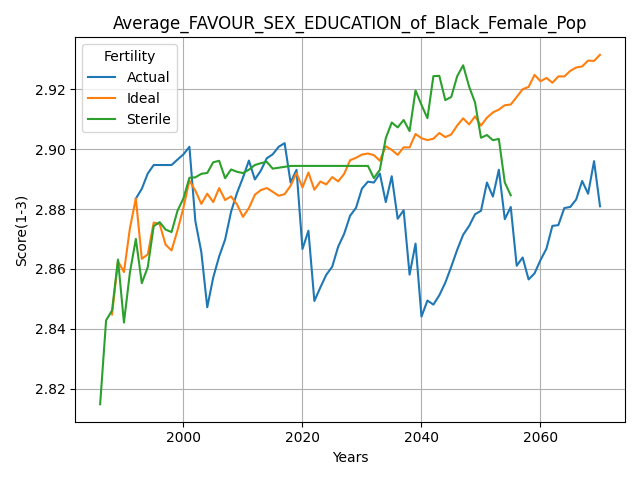 Average_FAVOUR_SEX_EDUCATION_of_Black_Female_Pop
Fertility
Actual
Ideal
Sterile
Score(1-3)
2.92
2.90
2.88
2.86
2.84
2.82
2000
2020
2040
2060
Years